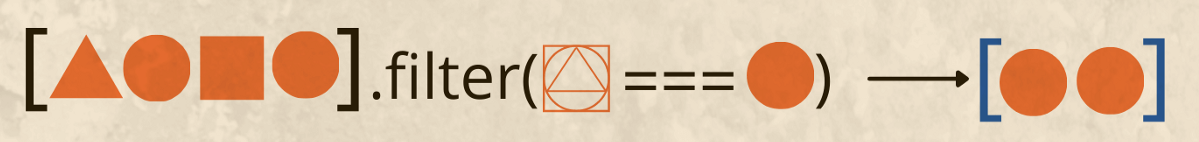 [ ].filter( === ) [ ]